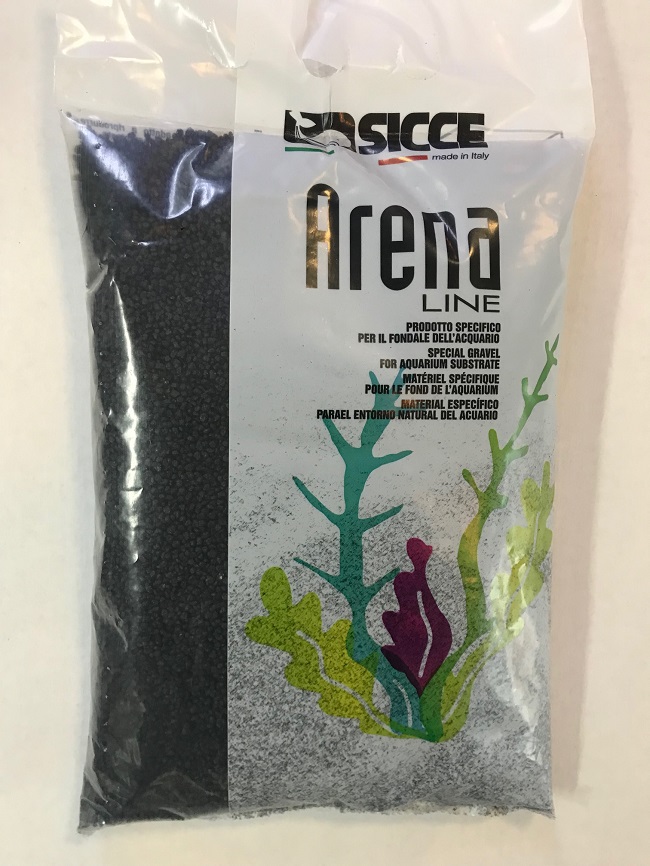 SICCE
made in Italy
Arena
LINE
PRODOTTO SPECIFICO
PER IL FONDALE DELL'ACQUARIO
SPECIAL GRAVEL
FOR AQUARIUM SUBSTRATE
MATÉRIEL SPÉCIFIQUE
POUR LE FOND DE L'AQUARIUM
MATERIAL ESPECÍFICO
PARAEL ENTORNO NATURAL DEL ACUARIO